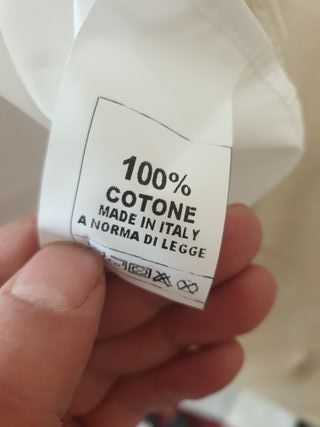 100%
COTONE
MADE IN ITALY
A NORMA DI LEGGE